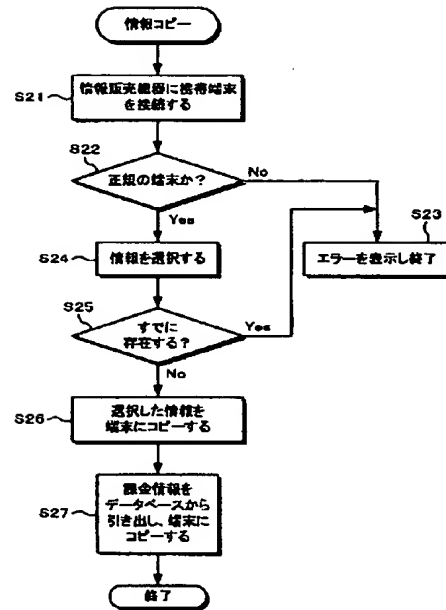 情報コピー
S21
情報販売機器に携帯端末
を接続する
S22
正規の端末か？
No
Yes
S23
エラーを表示し終了
S24
情報を選択する
S25
すでに
存在する？
Yes
No
S26
選択した情報を
端末にコピーする
S27
課金情報を
データベースから
引き出し、端末に
コピーする
終了